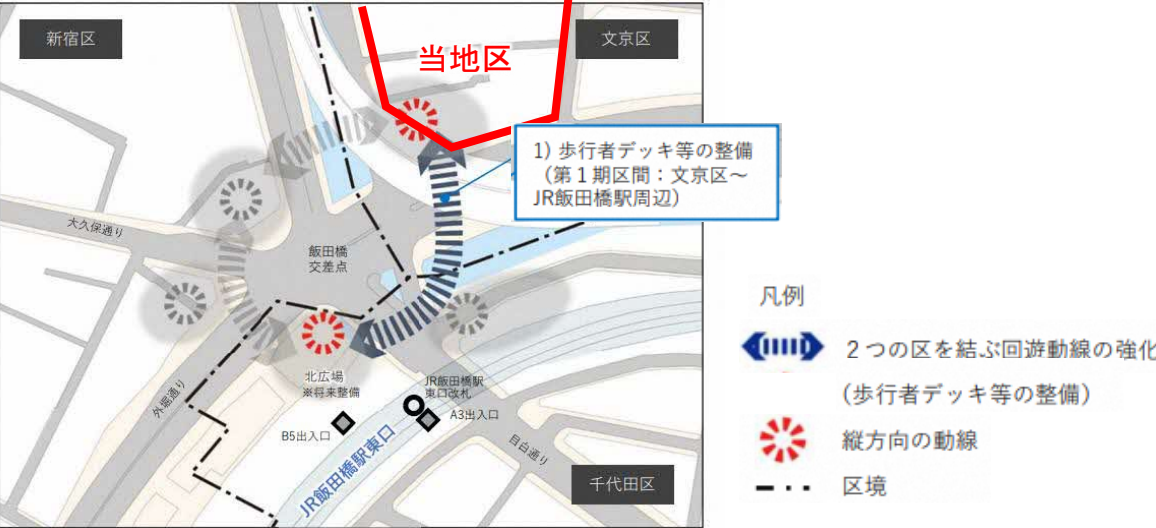 新宿区
文京区
当地区
1) 歩行者デッキ等の整備
（第１期区間：文京区～
JR飯田橋駅周辺）
大久保通り
飯田橋
交差点
北広場
※将来整備
JR飯田橋駅
東口改札
A3出入口
B5出入口
外堀通り
目白通り
JR飯田橋駅東口
千代田区
凡例
２つの区を結ぶ回遊動線の強化
(歩行者デッキ等の整備)
縦方向の動線
区境